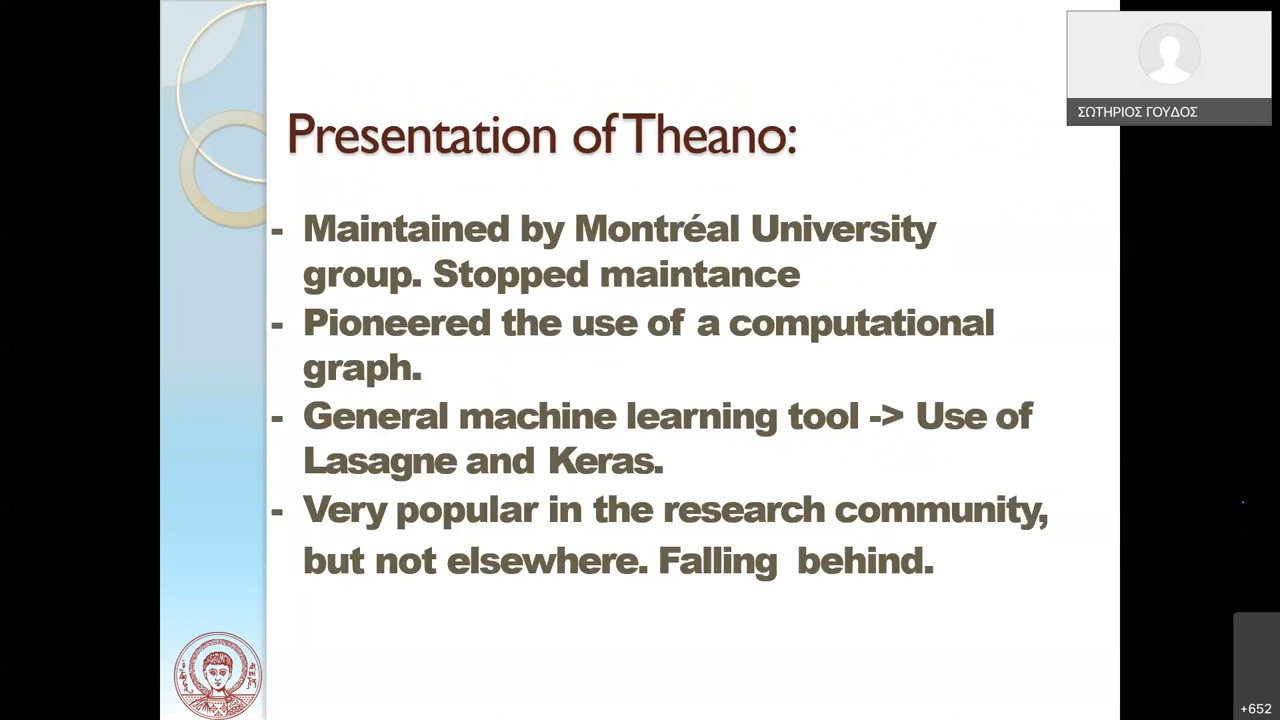 Presentation of Theano:
ΣΩΤΗΡΙΟΣ ΓΟΥΔΟΣ
- Maintained by Montréal University
group. Stopped maintance
- Pioneered the use of a computational
graph.
- General machine learning tool -> Use of
Lasagne and Keras.
- Very popular in the research community,
but not elsewhere. Falling behind.
+652